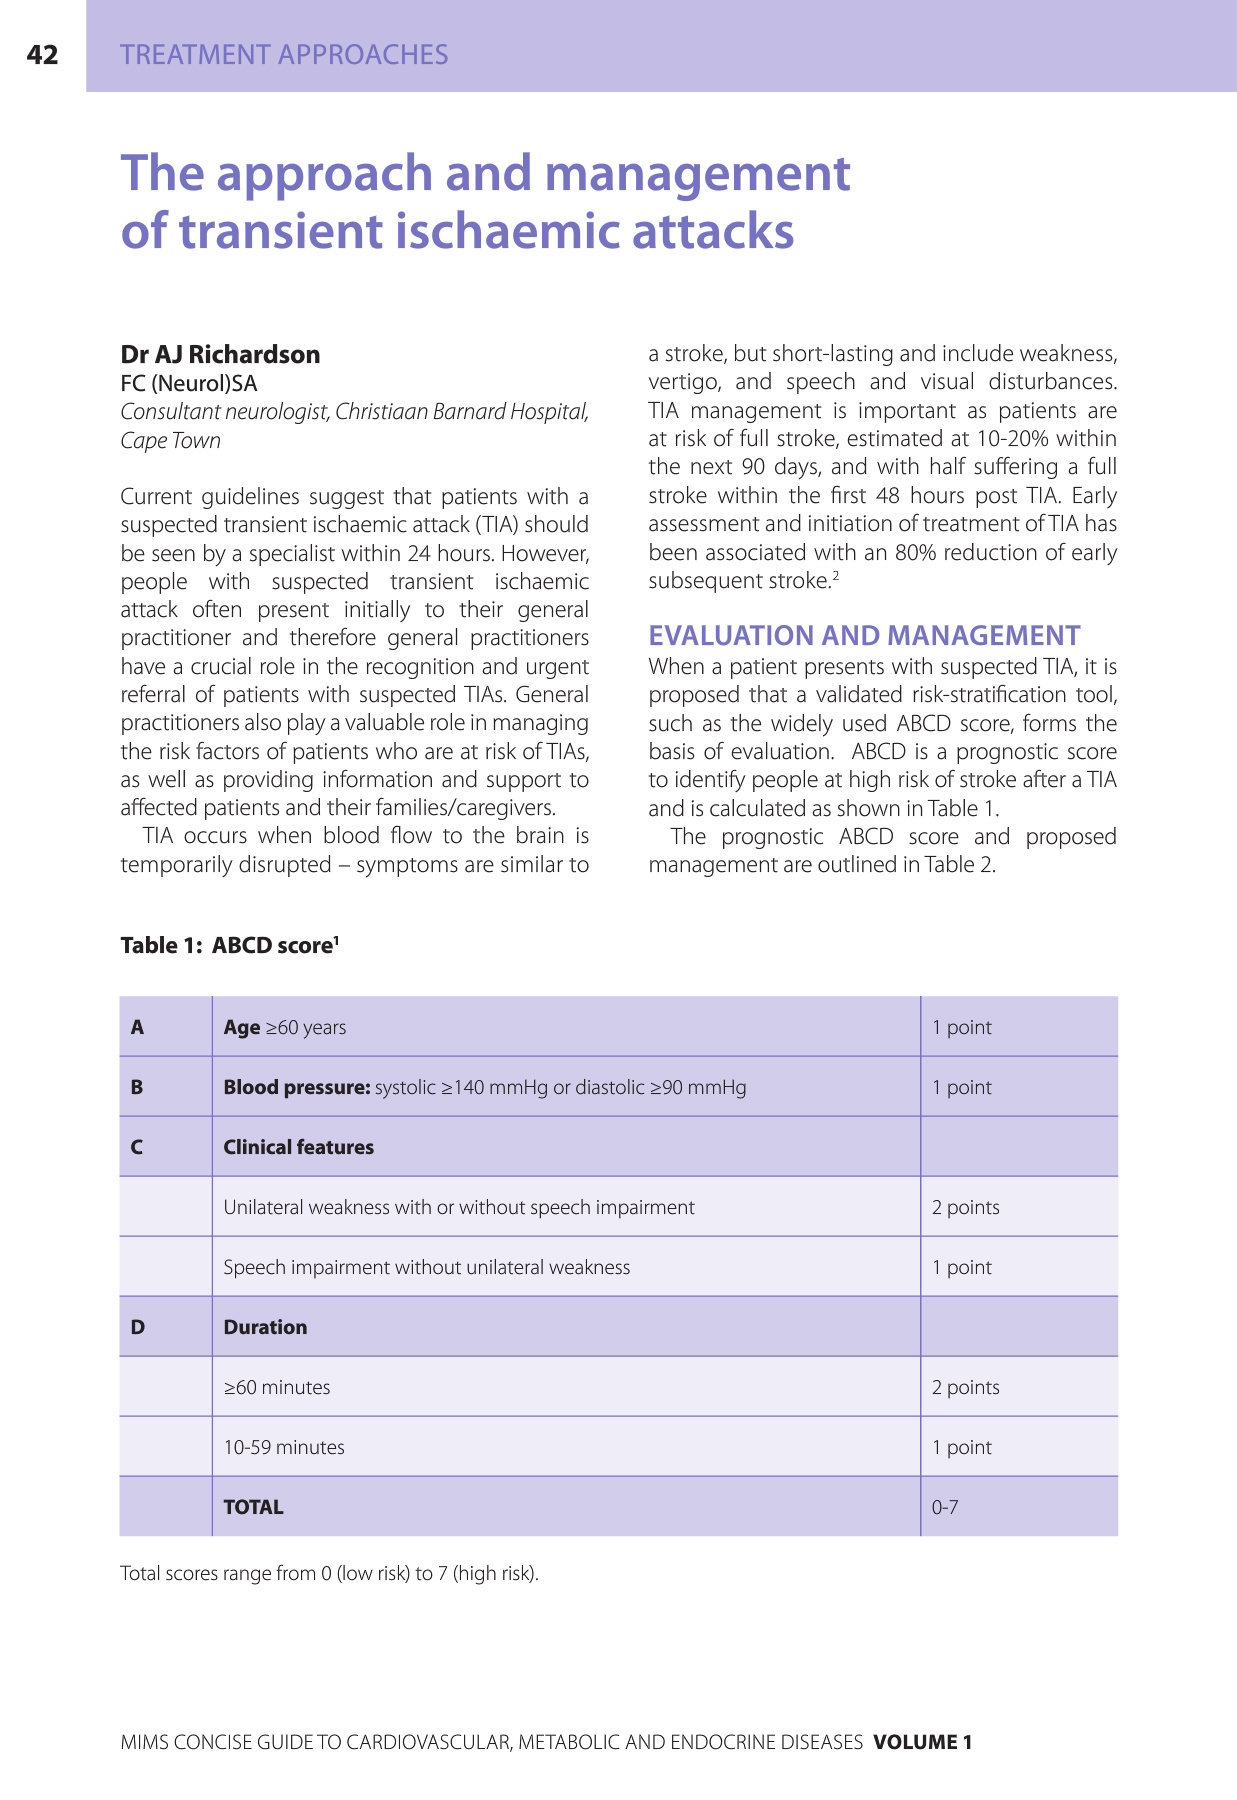 42
TREATMENT APPROACHES
The approach and management
of transient ischaemic attacks
Dr AJ Richardson
FC (Neurol)SA
Consultant neurologist, Christiaan Barnard Hospital,
Cape Town
Current guidelines suggest that patients with a
suspected transient ischaemic attack (TIA) should
be seen by a specialist within 24 hours. However,
people with suspected transient ischaemic
attack often present initially to their general
practitioner and therefore general practitioners
have a crucial role in the recognition and urgent
referral of patients with suspected TIAs. General
practitioners also play a valuable role in managing
the risk factors of patients who are at risk of TIAs,
as well as providing information and support to
affected patients and their families/caregivers.
TIA occurs when blood flow to the brain is
temporarily disrupted – symptoms are similar to
a stroke, but short-lasting and include weakness,
vertigo, and speech and visual disturbances.
TIA management is important as patients are
at risk of full stroke, estimated at 10-20% within
the next 90 days, and with half suffering a full
stroke within the first 48 hours post TIA. Early
assessment and initiation of treatment of TIA has
been associated with an 80% reduction of early
subsequent stroke.2
EVALUATION AND MANAGEMENT
When a patient presents with suspected TIA, it is
proposed that a validated risk-stratification tool,
such as the widely used ABCD score, forms the
basis of evaluation. ABCD is a prognostic score
to identify people at high risk of stroke after a TIA
and is calculated as shown in Table 1.
The prognostic ABCD score and proposed
management are outlined in Table 2.
Table 1: ABCD score1
A Age ≥60 years 1 point
B Blood pressure: systolic ≥140 mmHg or diastolic ≥90 mmHg 1 point
C Clinical features
Unilateral weakness with or without speech impairment 2 points
Speech impairment without unilateral weakness 1 point
D Duration
≥60 minutes 2 points
10-59 minutes 1 point
TOTAL 0-7
Total scores range from 0 (low risk) to 7 (high risk).
MIMS CONCISE GUIDE TO CARDIOVASCULAR, METABOLIC AND ENDOCRINE DISEASES VOLUME 1